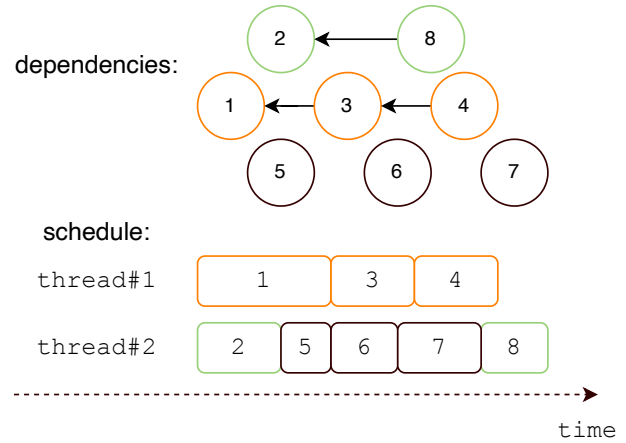 2 8
dependencies:
1 3 4
5 6 7
schedule:
thread#1 1 3 4
thread#2 2 5 6 7 8
time